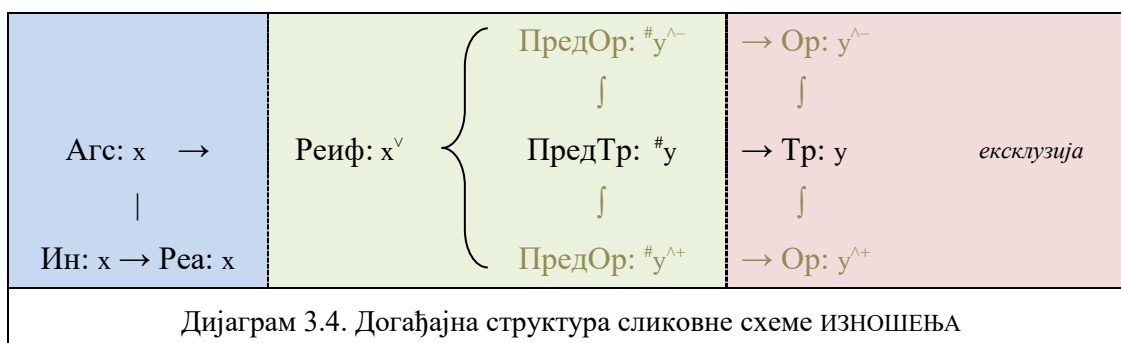 ПредОр: #y^– → Ор: y^–
∫ ∫
Агс: x → Реиф: x˅ { ПредТр: #y → Тр: y ексклузија
| ∫ ∫
Ин: x → Реа: x ПредОр: #y^+ → Ор: y^+
Дијаграм 3.4. Догађајна структура сликовне схеме ИЗНОШЕЊА